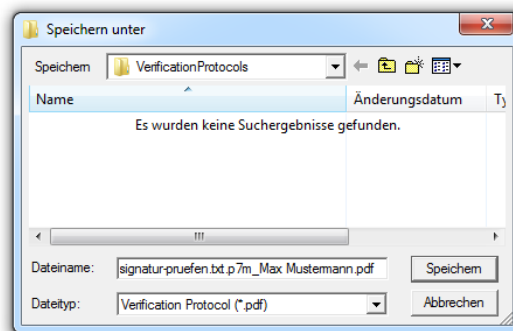 Speichern unter
Speichern VerificationProtocols
Name Änderungsdatum
Es wurden keine Suchergebnisse gefunden.
Dateiname: signatur-pruefen.txt.p7m_Max Mustermann.pdf Speichern
Dateityp: Verification Protocol (*.pdf) Abbrechen